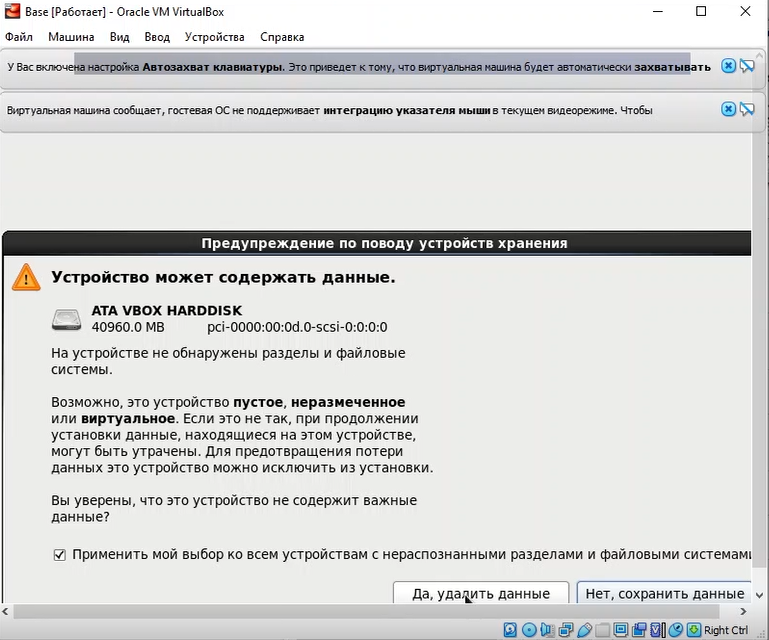 Base [Работает] - Oracle VM VirtualBox
Файл Машина Вид Ввод Устройства Справка
У Вас включена настройка Автозахват клавиатуры. Это приведет к тому, что виртуальная машина будет автоматически захватывать
Виртуальная машина сообщает, гостевая ОС не поддерживает интеграцию указателя мыши в текущем видеорежиме. Чтобы
Предупреждение по поводу устройств хранения
Устройство может содержать данные.
ATA VBOX HARDDISK
40960.0 MB pci-0000:00:0d.0-scsi-0:0:0:0
На устройстве не обнаружены разделы и файловые
системы.
Возможно, это устройство пустое, неразмеченное
или виртуальное. Если это не так, при продолжении
установки данные, находящиеся на этом устройстве,
могут быть утрачены. Для предотвращения потери
данных это устройство можно исключить из установки.
Вы уверены, что это устройство не содержит важные
данные?
Применить мой выбор ко всем устройствам с нераспознанными разделами и файловыми системами
Да, удалить данные Нет, сохранить данные
Right Ctrl